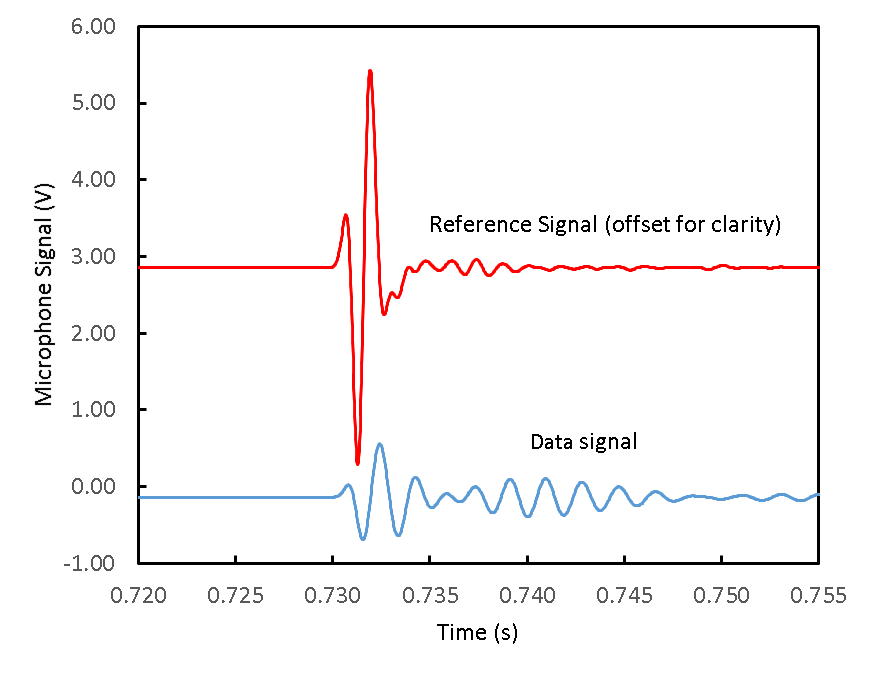 6.00
5.00
4.00
3.00
2.00
1.00
0.00
-1.00
Microphone Signal (V)
Reference Signal (offset for clarity)
Data signal
0.720 0.725 0.730 0.735 0.740 0.745 0.750 0.755
Time (s)